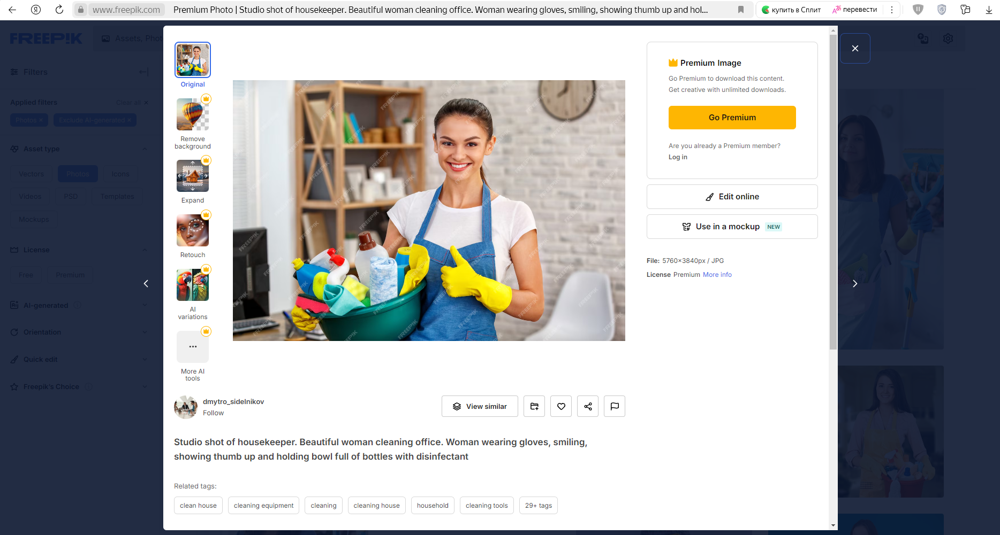 www.freepik.com
Premium Photo | Studio shot of housekeeper. Beautiful woman cleaning office. Woman wearing gloves, smiling, showing thumb up and hol...
купить в Сплит
перевести
FREEPIK
Assets, Phot
Filters
Applied filters
Clear all ×
Photos ×
Exclude AI-generated ×
Asset type
Vectors
Photos
Icons
Videos
PSD
Templates
Mockups
License
Free
Premium
AI-generated
Orientation
Quick edit
Freepik's Choice
Original
Remove
background
Expand
Retouch
AI
variations
More AI
tools
FREEPIK
Premium Image
Go Premium to download this content.
Get creative with unlimited downloads.
Go Premium
Are you already a Premium member?
Log in
Edit online
Use in a mockup NEW
File: 5760×3840px / JPG
License Premium More info
dmytro_sidelnikov
Follow
View similar
Studio shot of housekeeper. Beautiful woman cleaning office. Woman wearing gloves, smiling,
showing thumb up and holding bowl full of bottles with disinfectant
Related tags:
clean house
cleaning equipment
cleaning
cleaning house
household
cleaning tools
29+ tags